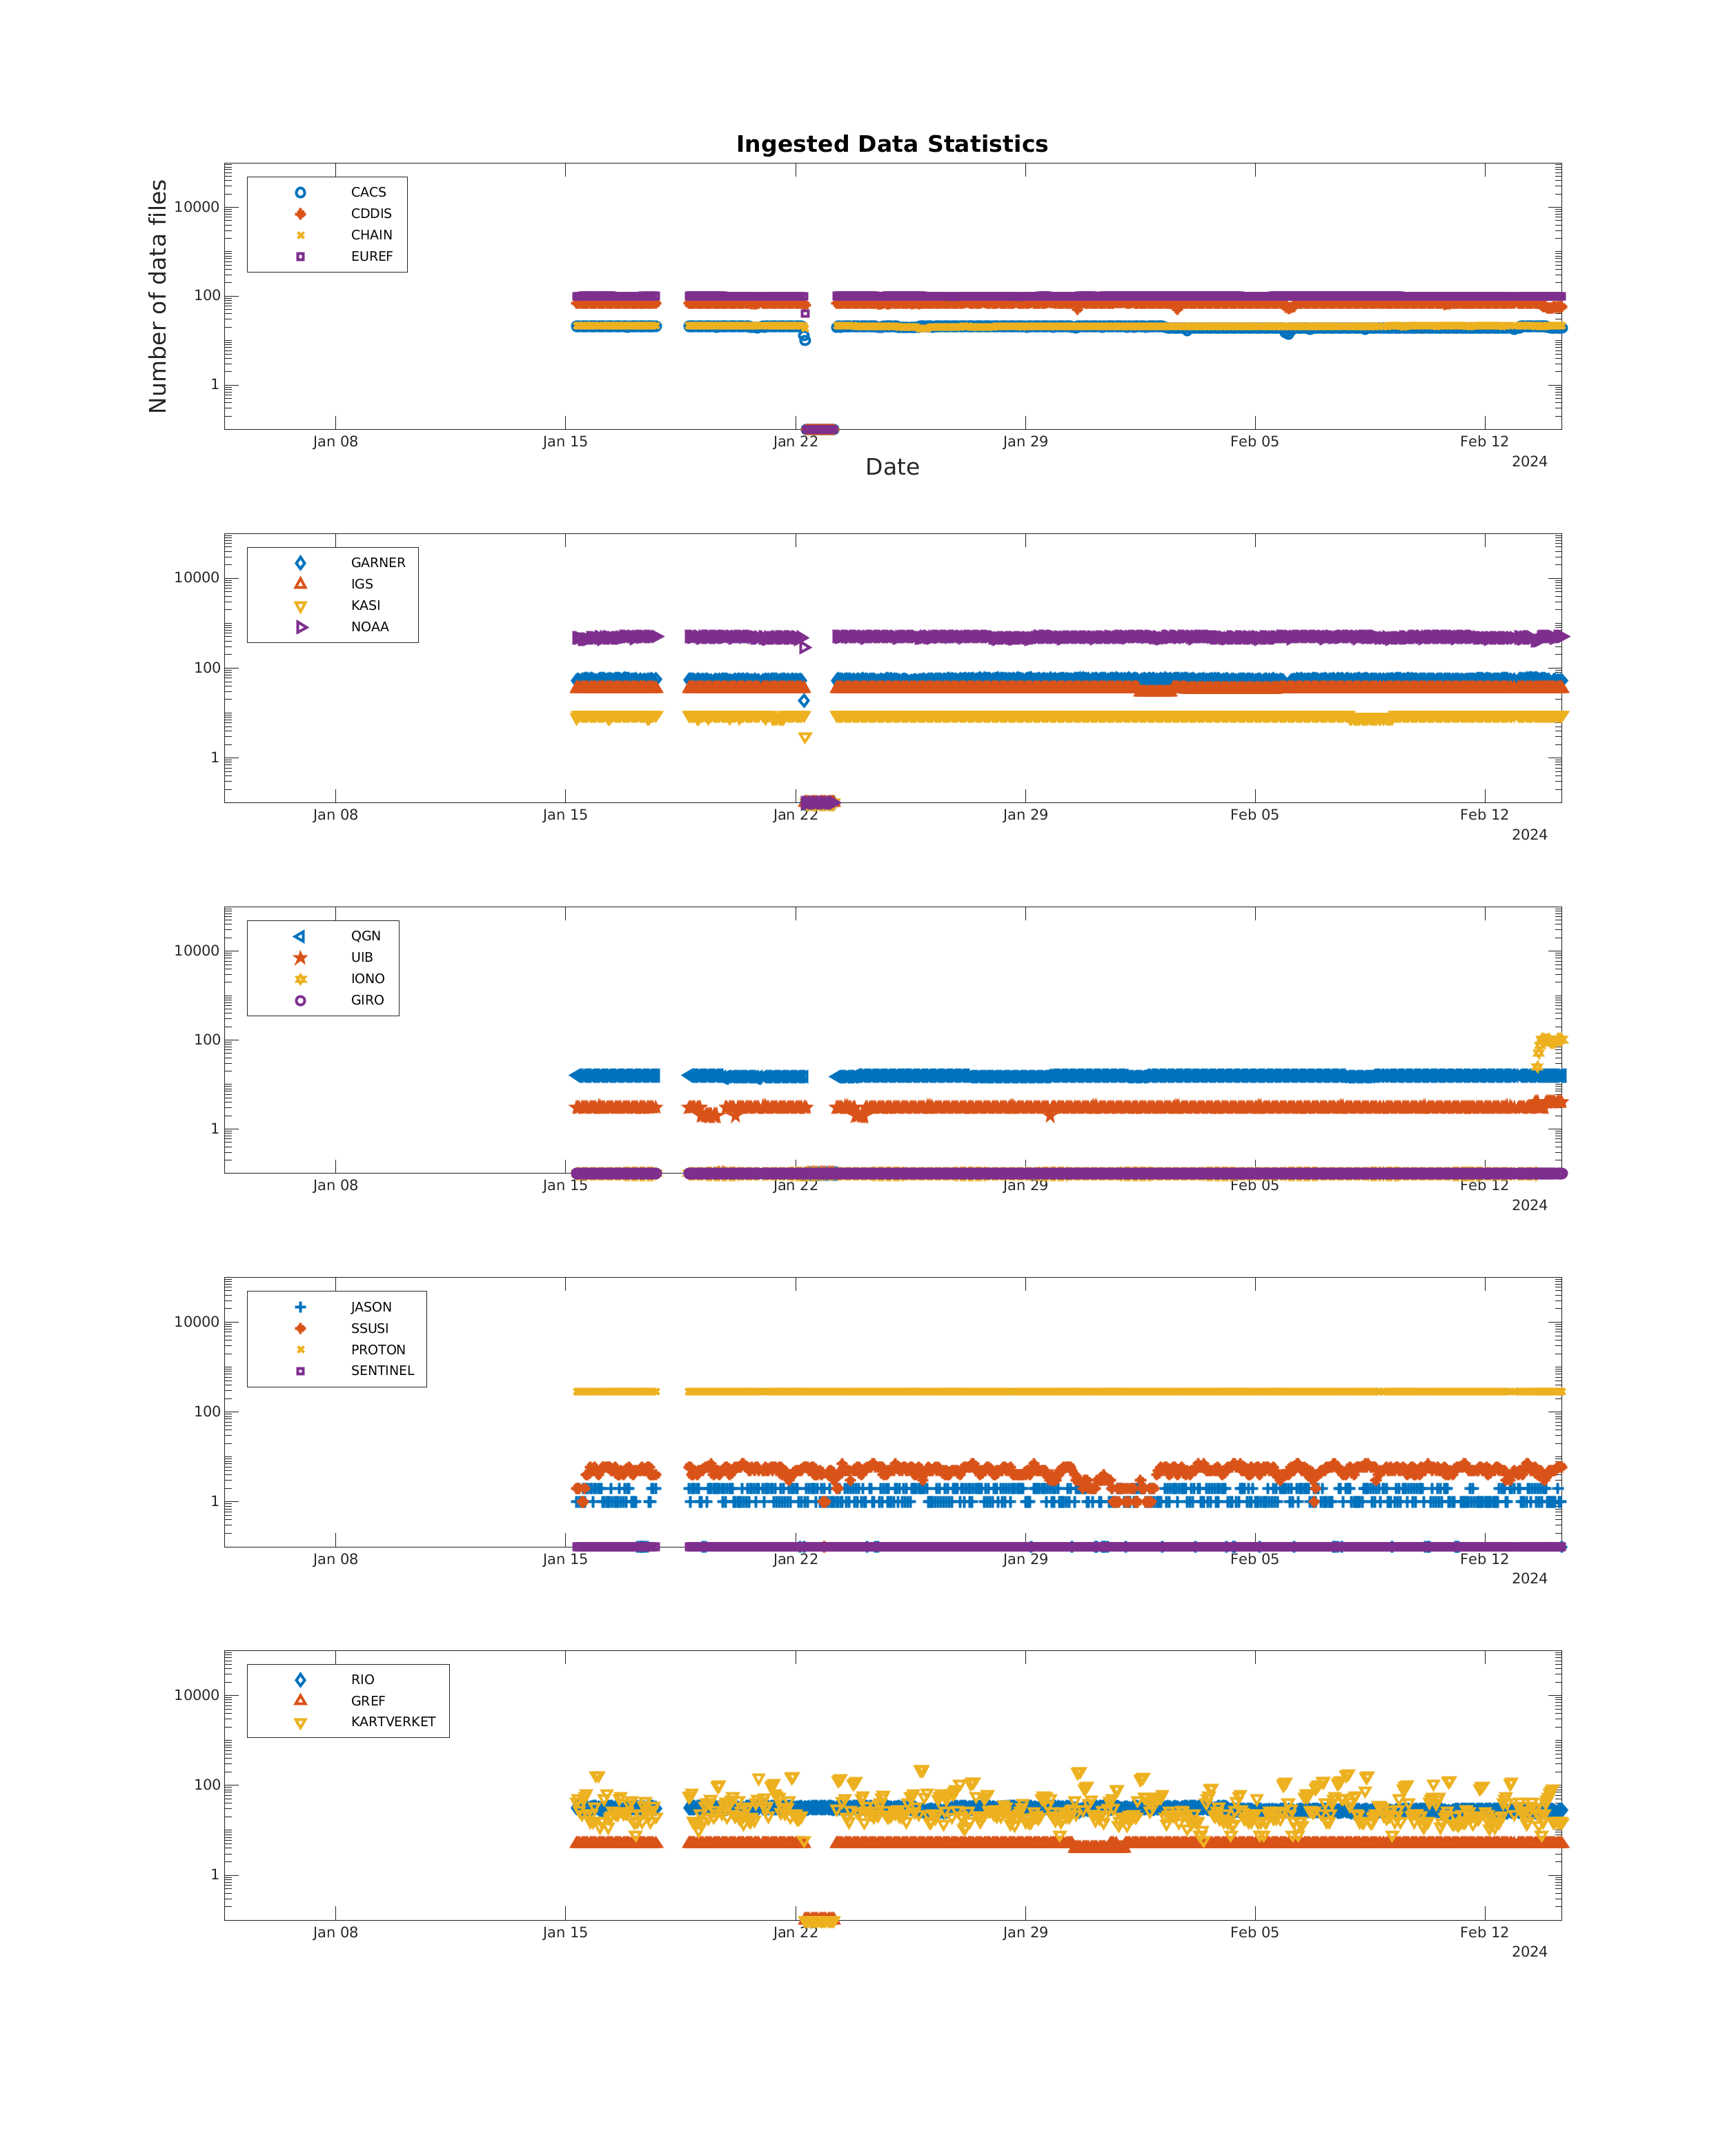 Ingested Data Statistics
Number of data files
10000
100
1
CACS
CDDIS
CHAIN
EUREF
Jan 08 Jan 15 Jan 22 Jan 29 Feb 05 Feb 12
2024
Date
10000
100
1
GARNER
IGS
KASI
NOAA
Jan 08 Jan 15 Jan 22 Jan 29 Feb 05 Feb 12
2024
10000
100
1
QGN
UIB
IONO
GIRO
Jan 08 Jan 15 Jan 22 Jan 29 Feb 05 Feb 12
2024
10000
100
1
JASON
SSUSI
PROTON
SENTINEL
Jan 08 Jan 15 Jan 22 Jan 29 Feb 05 Feb 12
2024
10000
100
1
RIO
GREF
KARTVERKET
Jan 08 Jan 15 Jan 22 Jan 29 Feb 05 Feb 12
2024